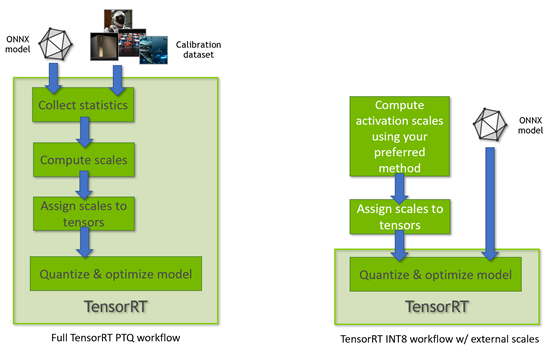 ONNX
model
Calibration
dataset
Collect statistics
Compute scales
Assign scales to
tensors
Quantize & optimize model
TensorRT
Full TensorRT PTQ workflow
Compute
activation scales
using your
preferred
method
ONNX
model
Assign scales to
tensors
Quantize & optimize model
TensorRT
TensorRT INT8 workflow w/ external scales